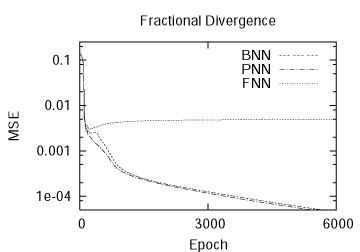 Fractional Divergence
0.1
0.01
0.001
1e-04
MSE
BNN
PNN
FNN
0
3000
6000
Epoch